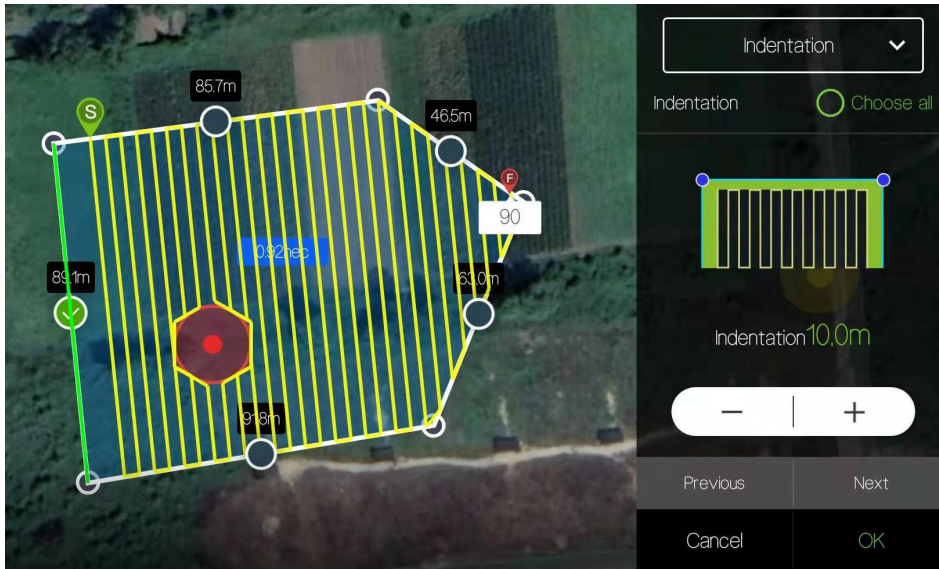 Indentation
Indentation
Choose all
85.7m
46.5m
S
F
90
0.92hec
89.1m
63.0m
91.8m
Indentation 10.0m
− +
Previous Next
Cancel OK